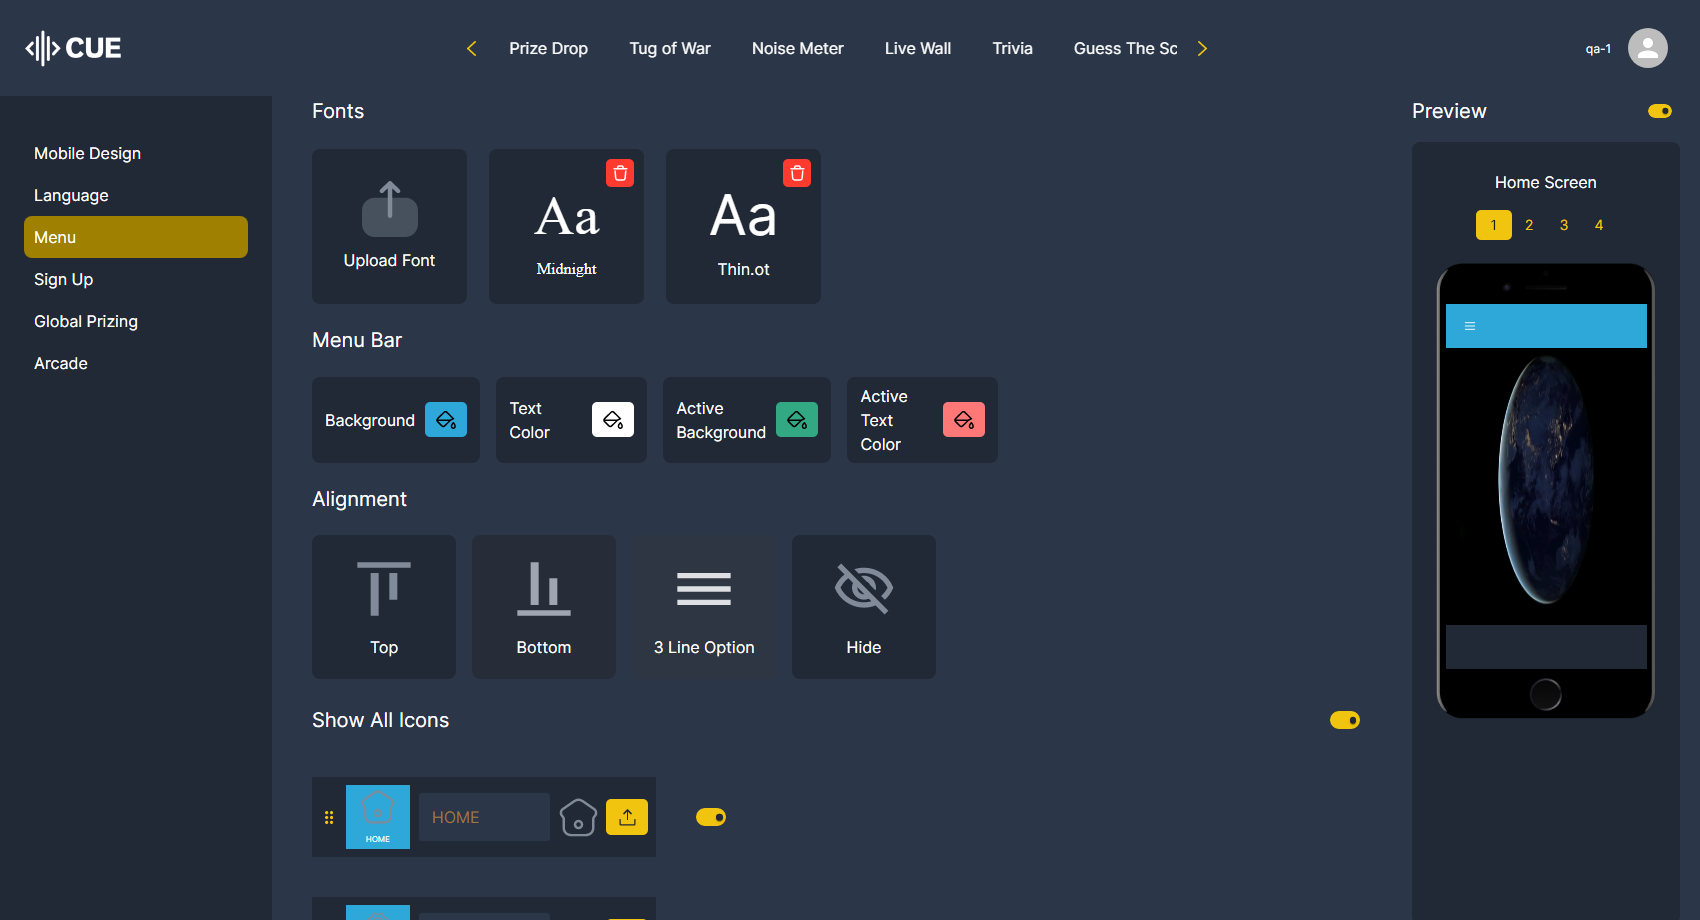 CUE
Prize Drop
Tug of War
Noise Meter
Live Wall
Trivia
Guess The Sc
qa-1
Mobile Design
Language
Menu
Sign Up
Global Prizing
Arcade
Fonts
Upload Font
Aa
Midnight
Aa
Thin.ot
Menu Bar
Background
Text
Color
Active
Background
Active
Text
Color
Alignment
Top
Bottom
3 Line Option
Hide
Show All Icons
HOME
HOME
Preview
Home Screen
1 2 3 4